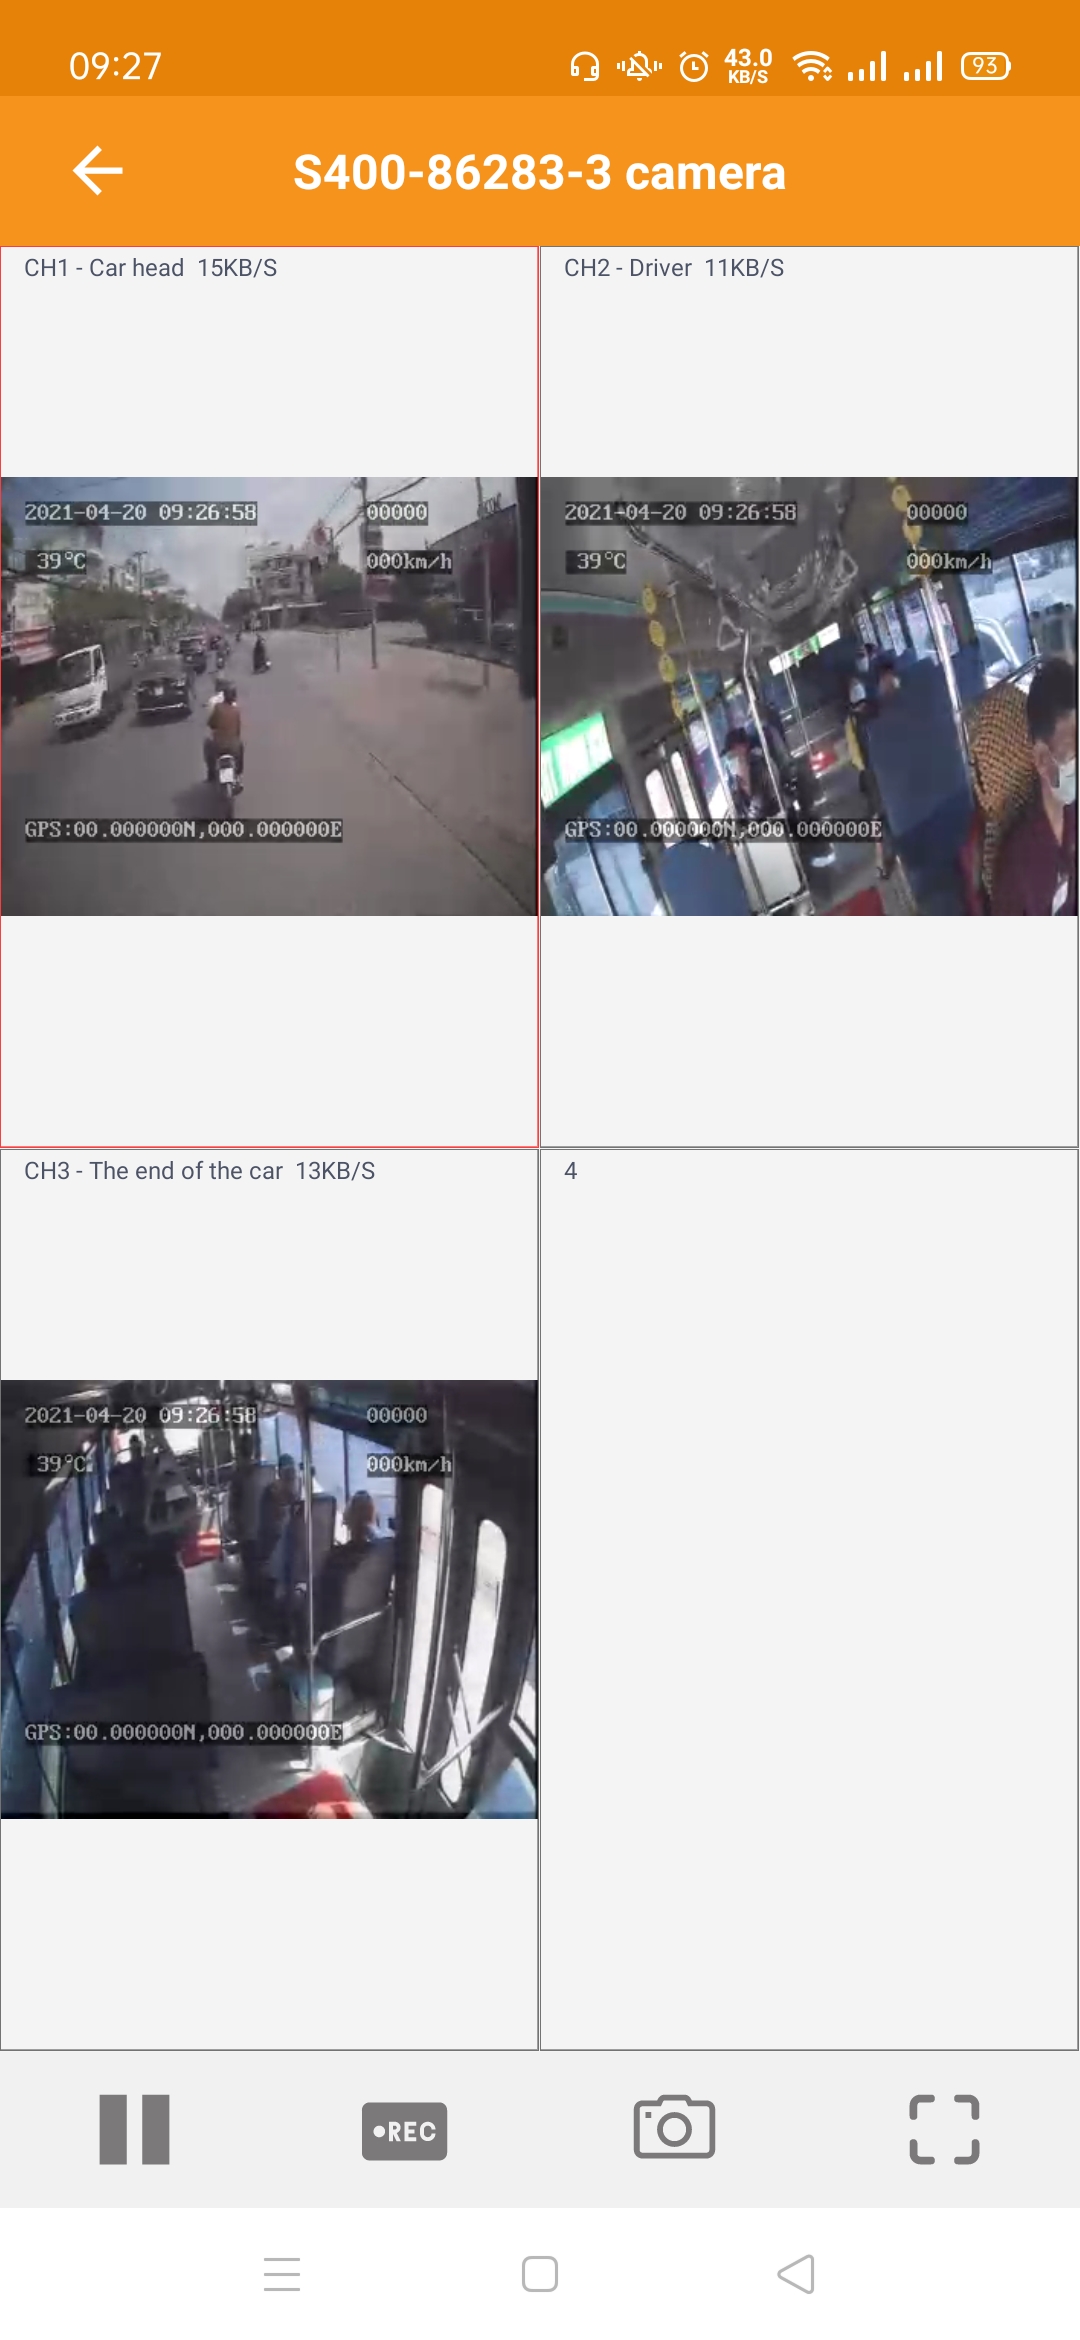 09:27
43.0
KB/S
93
S400-86283-3 camera
CH1 - Car head 15KB/S
CH2 - Driver 11KB/S
2021-04-20 09:26:58 00000
39°C 000km/h
GPS:00.000000N,000.000000E
2021-04-20 09:26:58 00000
39°C 000km/h
GPS:00.000000N,000.000000E
CH3 - The end of the car 13KB/S
4
2021-04-20 09:26:58 00000
39°C 000km/h
GPS:00.000000N,000.000000E
REC